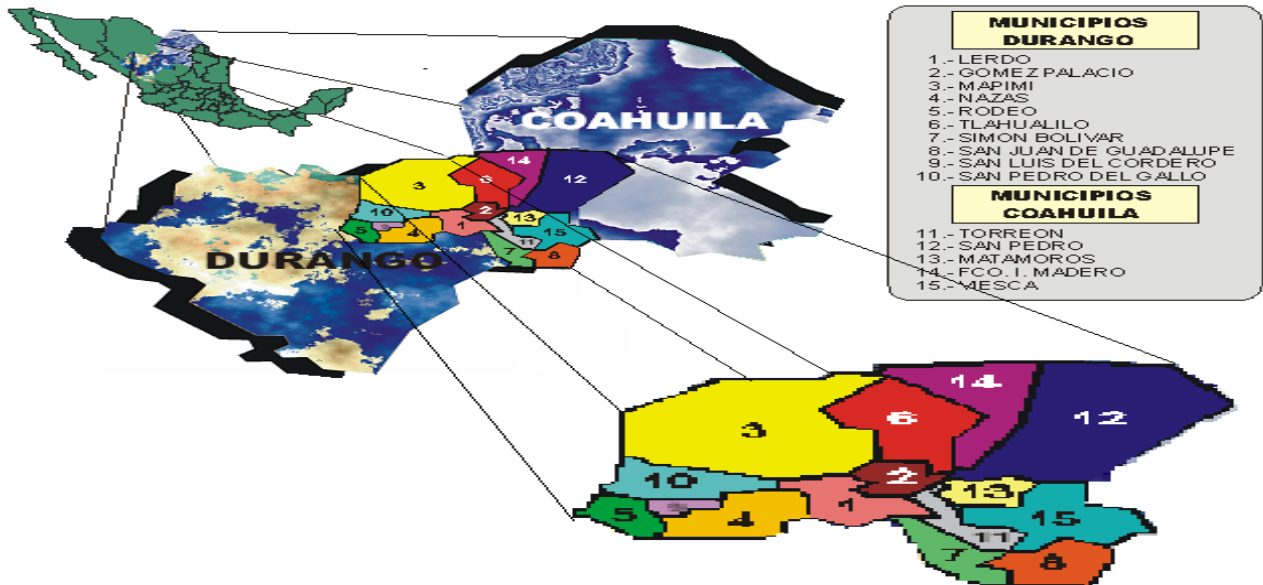 MUNICIPIOS
DURANGO
1.- LERDO
2.- GOMEZ PALACIO
3.- MAPIMI
4.- NAZAS
5.- RODEO
6.- TLAHUALILO
7.- SIMON BOLIVAR
8.- SAN JUAN DE GUADALUPE
9.- SAN LUIS DEL CORDERO
10.- SAN PEDRO DEL GALLO
MUNICIPIOS
COAHUILA
11.- TORREON
12.- SAN PEDRO
13.- MATAMOROS
14.- FCO. I. MADERO
15.- VIESCA
COAHUILA
14
3
6
12
10
2
13
5
4
1
15
11
7
8
DURANGO
14
3
6
12
10
2
13
5
4
1
15
11
7
8